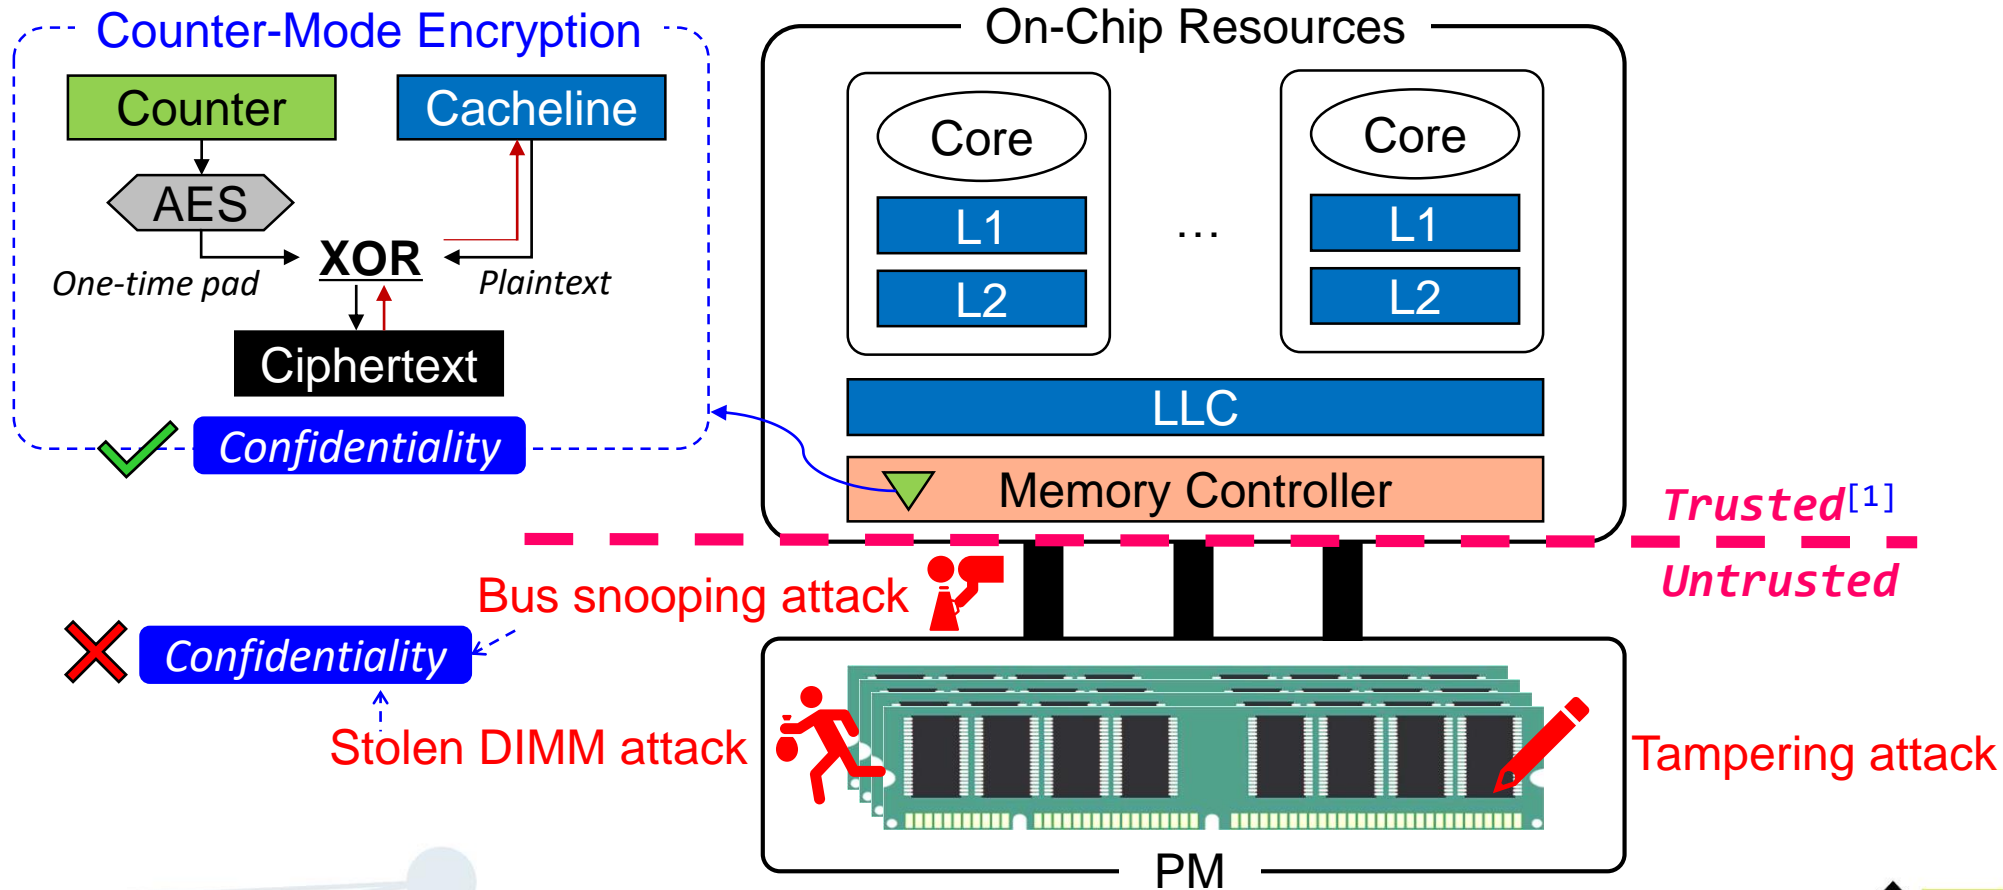 Counter-Mode Encryption
Counter
Cacheline
AES
XOR
One-time pad
Plaintext
Ciphertext
Confidentiality
On-Chip Resources
Core
Core
L1
...
L1
L2
L2
LLC
Memory Controller
Trusted[1]
Untrusted
Bus snooping attack
Confidentiality
Stolen DIMM attack
Tampering attack
PM